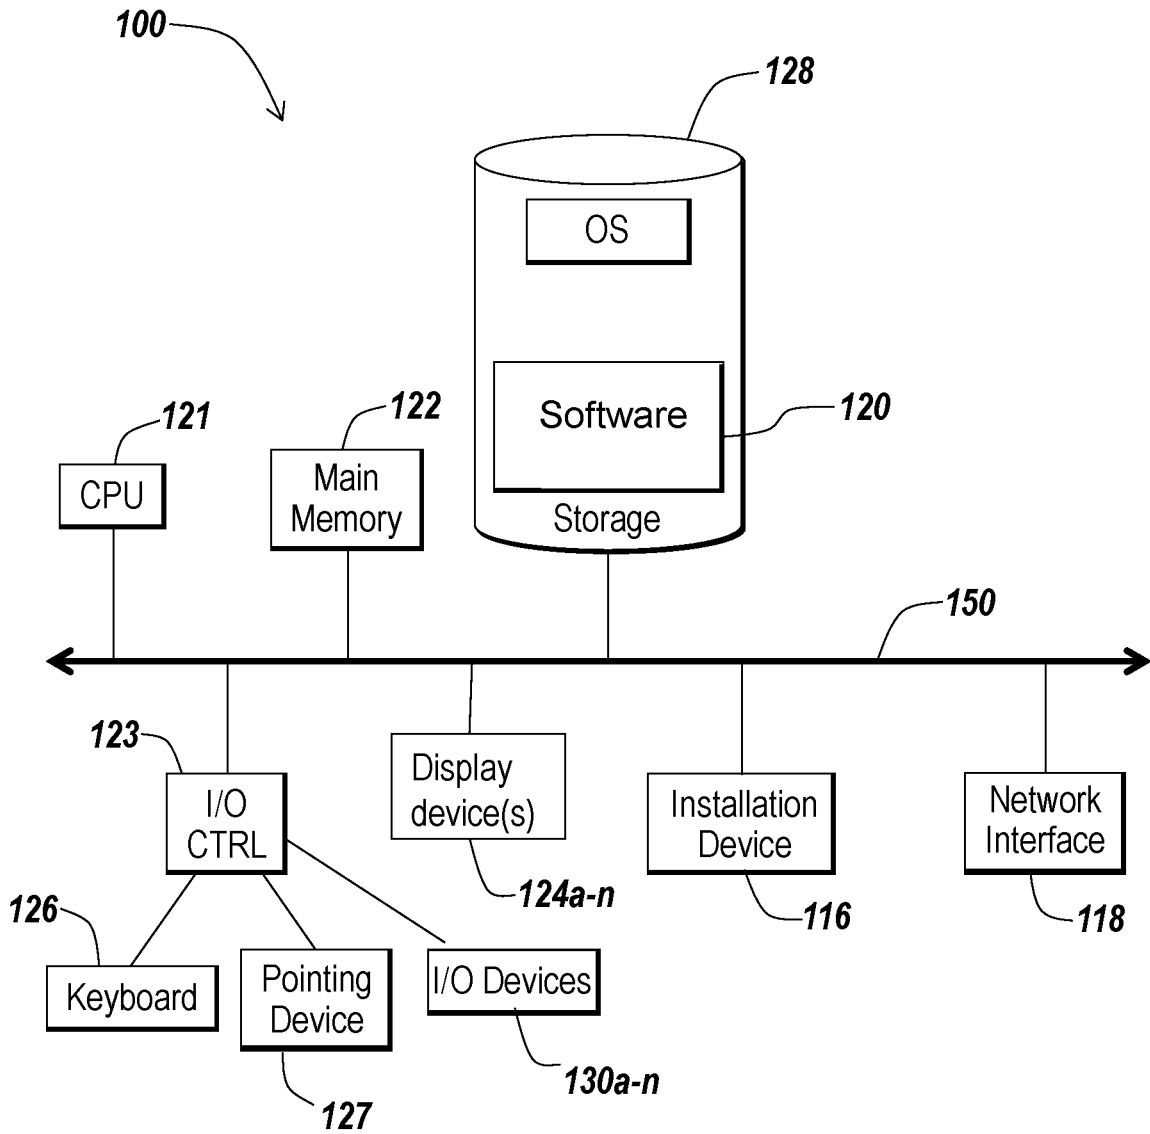 100
128
OS
Software
120
Storage
121
CPU
122
Main
Memory
150
123
I/O
CTRL
Display
device(s)
124a-n
Installation
Device
116
Network
Interface
118
126
Keyboard
Pointing
Device
127
I/O Devices
130a-n